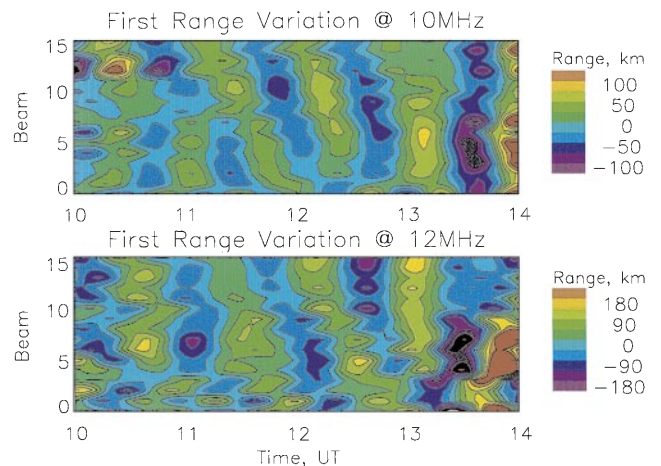 First Range Variation @ 10MHz
15
10
5
0
Beam
10 11 12 13 14
Range, km
100
50
0
-50
-100
First Range Variation @ 12MHz
15
10
5
0
Beam
10 11 12 13 14
Time, UT
Range, km
180
90
0
-90
-180